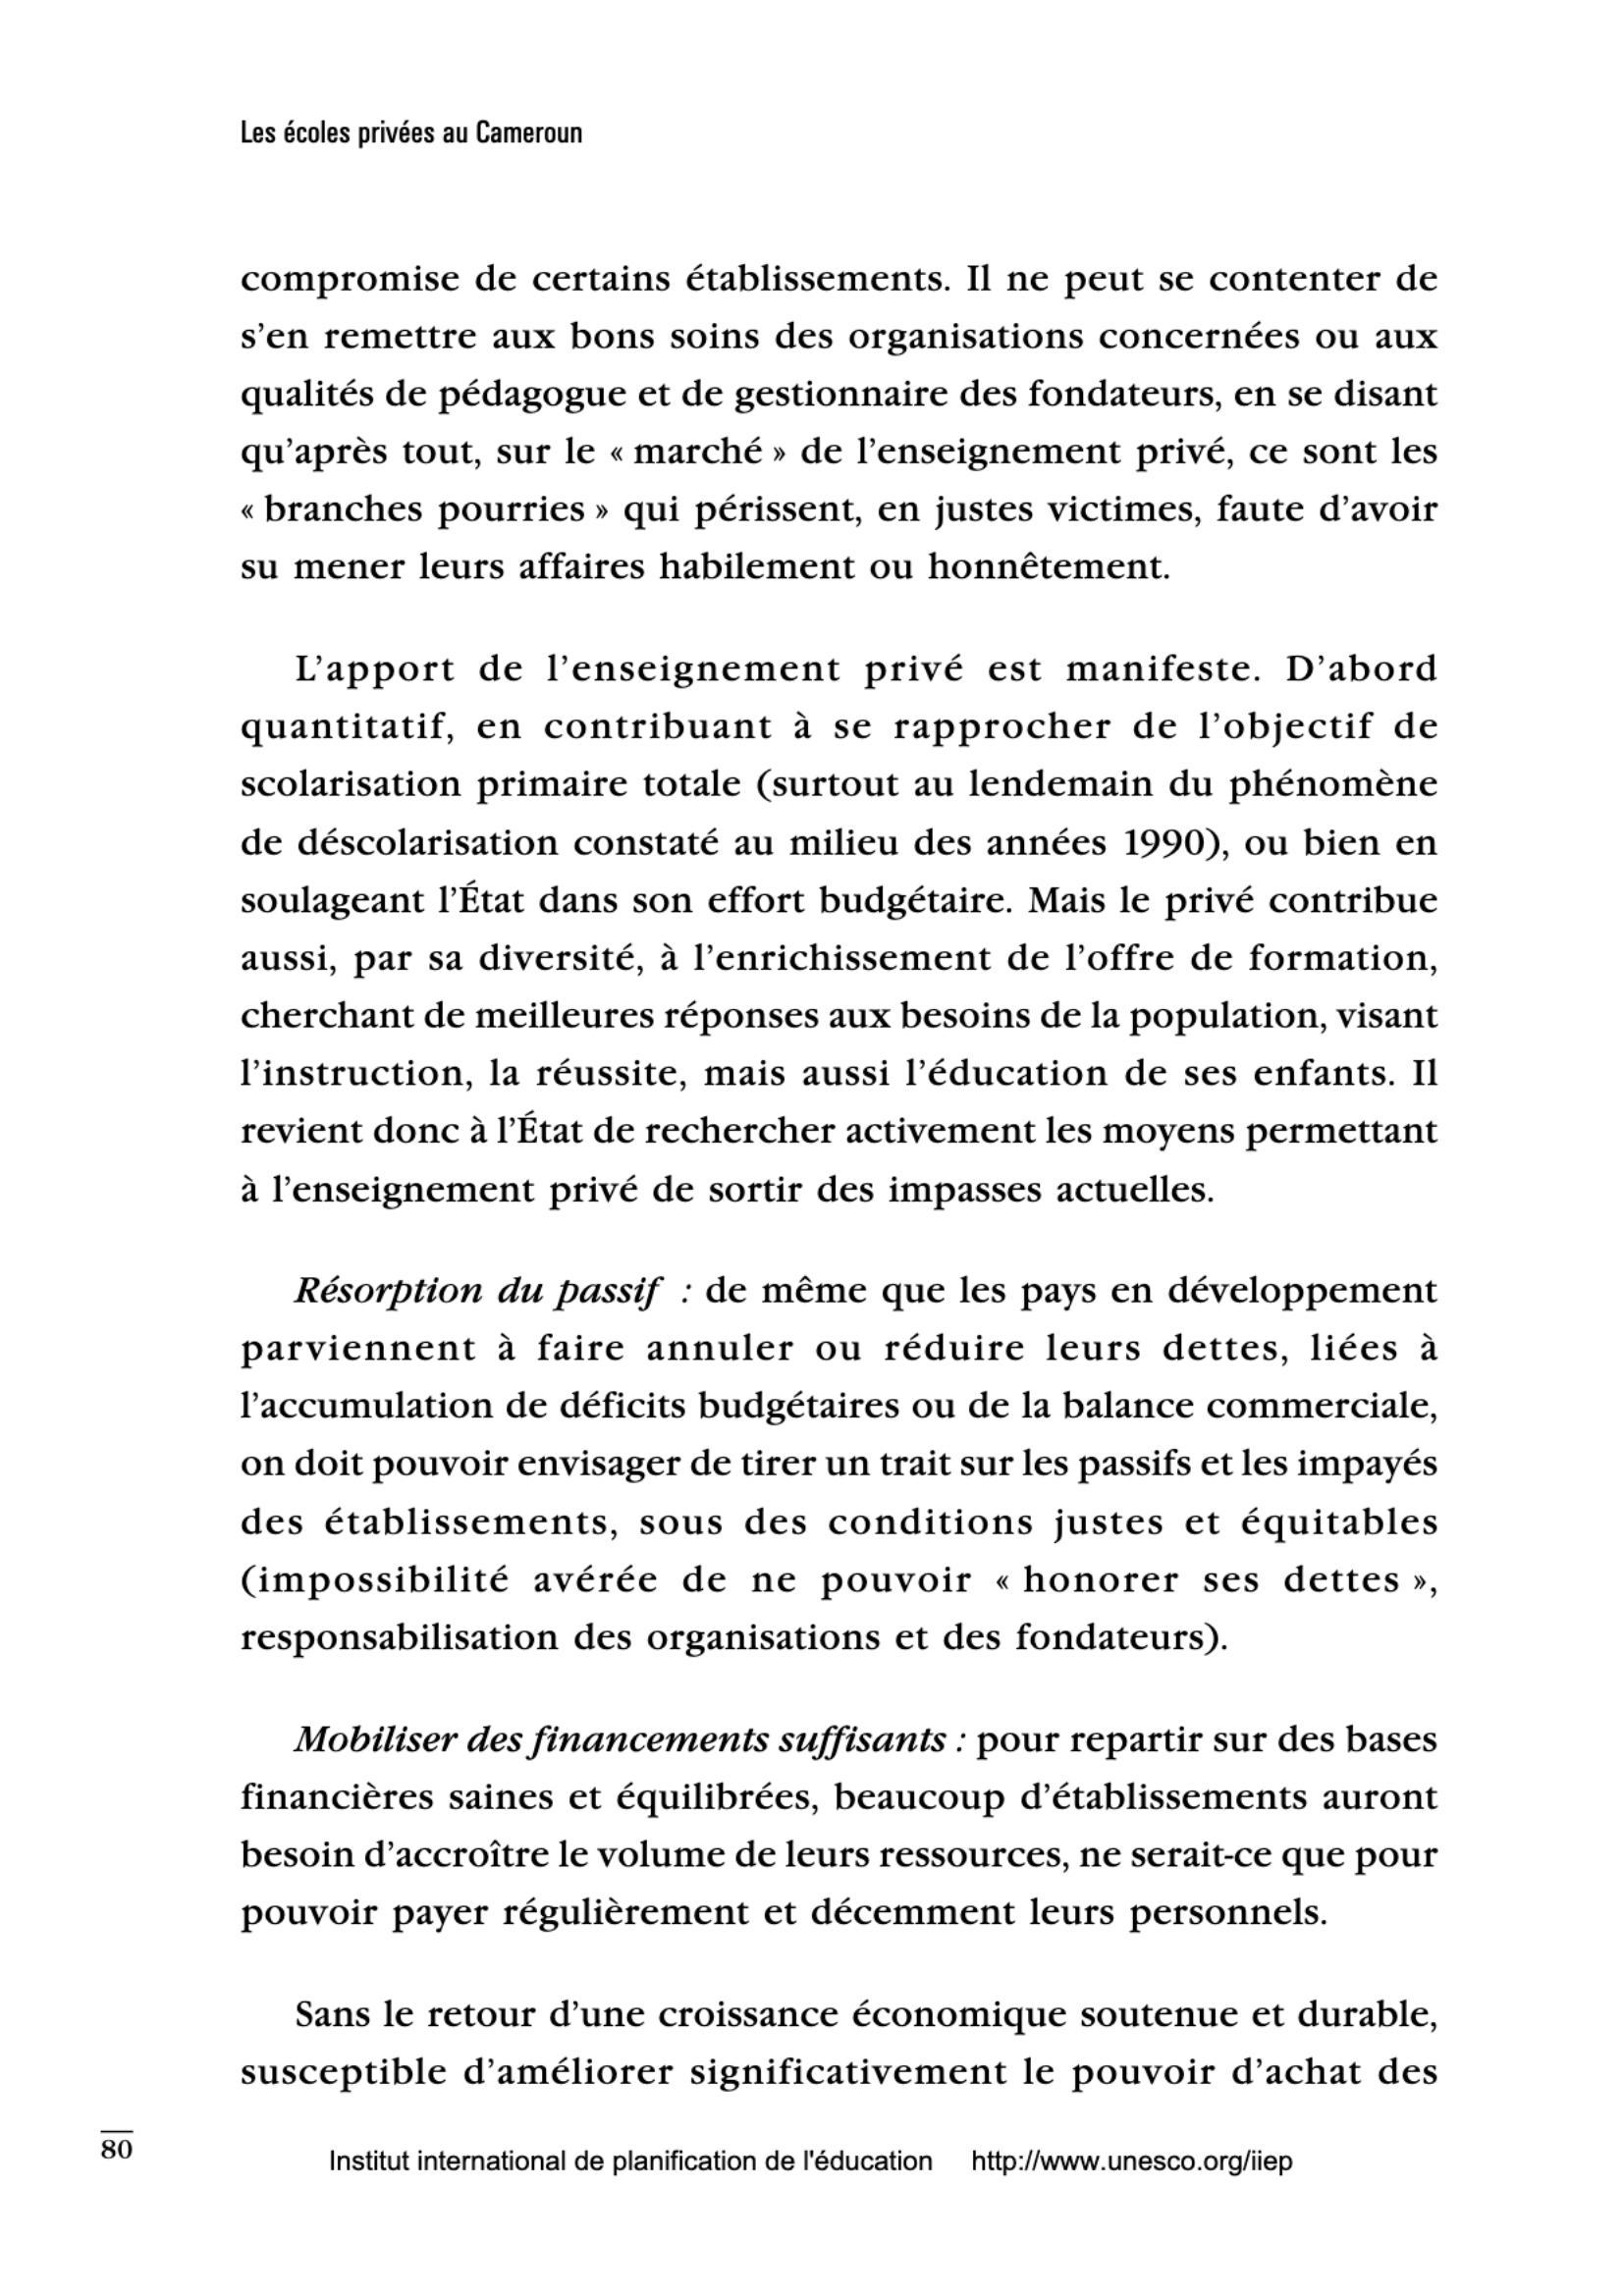 Les écoles privées au Cameroun
compromise de certains établissements. Il ne peut se contenter de
s’en remettre aux bons soins des organisations concernées ou aux
qualités de pédagogue et de gestionnaire des fondateurs, en se disant
qu’après tout, sur le « marché » de l’enseignement privé, ce sont les
« branches pourries » qui périssent, en justes victimes, faute d’avoir
su mener leurs affaires habilement ou honnêtement.
L’apport de l’enseignement privé est manifeste. D’abord
quantitatif, en contribuant à se rapprocher de l’objectif de
scolarisation primaire totale (surtout au lendemain du phénomène
de déscolarisation constaté au milieu des années 1990), ou bien en
soulageant l’État dans son effort budgétaire. Mais le privé contribue
aussi, par sa diversité, à l’enrichissement de l’offre de formation,
cherchant de meilleures réponses aux besoins de la population, visant
l’instruction, la réussite, mais aussi l’éducation de ses enfants. Il
revient donc à l’État de rechercher activement les moyens permettant
à l’enseignement privé de sortir des impasses actuelles.
Résorption du passif : de même que les pays en développement
parviennent à faire annuler ou réduire leurs dettes, liées à
l’accumulation de déficits budgétaires ou de la balance commerciale,
on doit pouvoir envisager de tirer un trait sur les passifs et les impayés
des établissements, sous des conditions justes et équitables
(impossibilité avérée de ne pouvoir « honorer ses dettes »,
responsabilisation des organisations et des fondateurs).
Mobiliser des financements suffisants : pour repartir sur des bases
financières saines et équilibrées, beaucoup d’établissements auront
besoin d’accroître le volume de leurs ressources, ne serait-ce que pour
pouvoir payer régulièrement et décemment leurs personnels.
Sans le retour d’une croissance économique soutenue et durable,
susceptible d’améliorer significativement le pouvoir d’achat des
80
Institut international de planification de l'éducation http://www.unesco.org/iiep